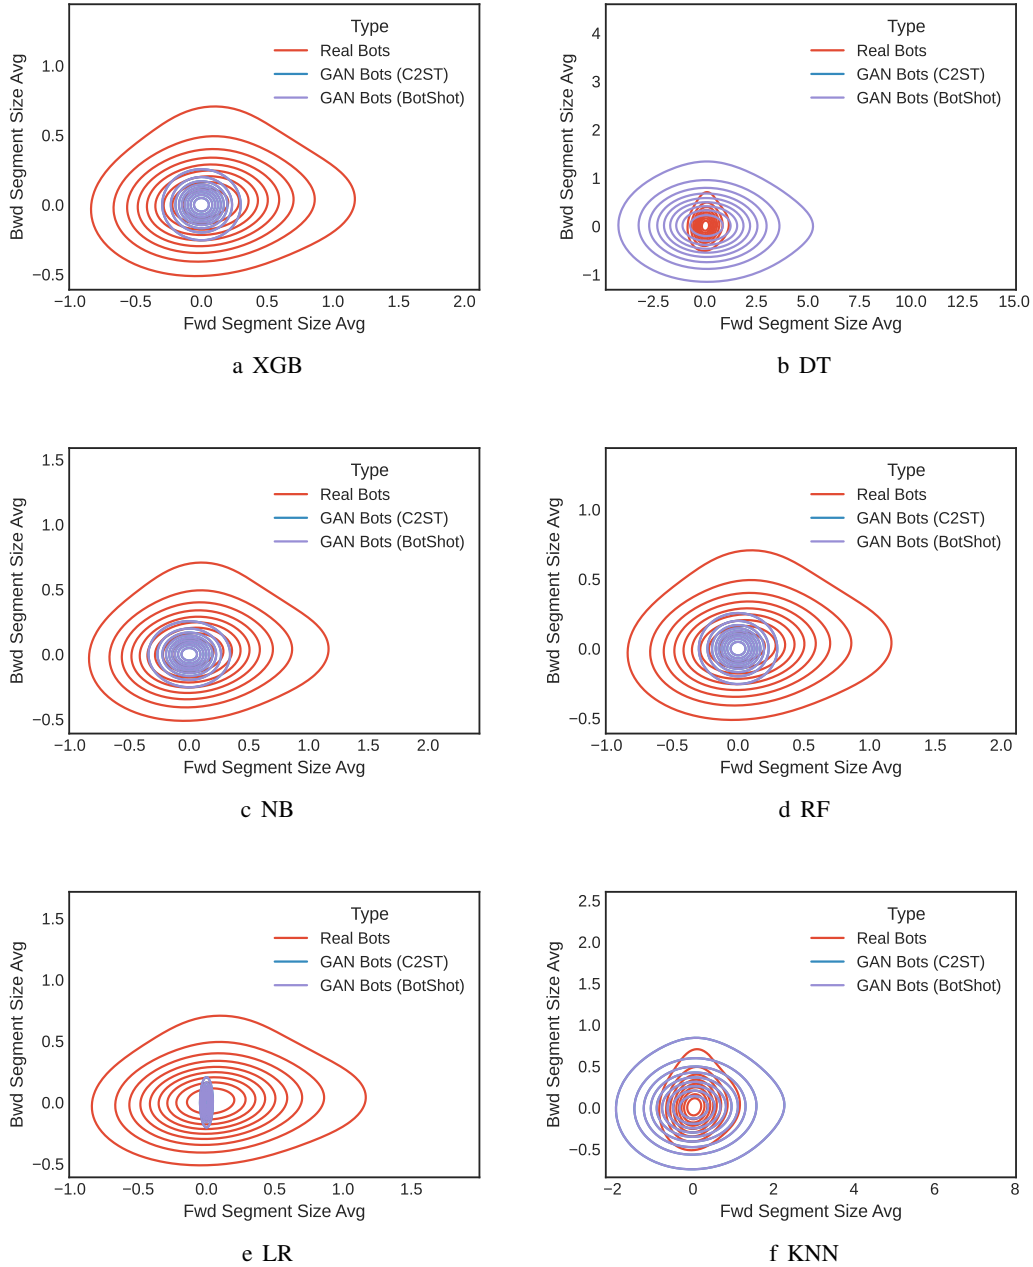 Type
Real Bots
GAN Bots (C2ST)
GAN Bots (BotShot)
1.0
0.5
0.0
−0.5
Bwd Segment Size Avg
−1.0 −0.5 0.0 0.5 1.0 1.5 2.0
Fwd Segment Size Avg
a XGB
Type
Real Bots
GAN Bots (C2ST)
GAN Bots (BotShot)
4
3
2
1
0
−1
Bwd Segment Size Avg
−2.5 0.0 2.5 5.0 7.5 10.0 12.5 15.0
Fwd Segment Size Avg
b DT
Type
Real Bots
GAN Bots (C2ST)
GAN Bots (BotShot)
1.5
1.0
0.5
0.0
−0.5
Bwd Segment Size Avg
−1.0 −0.5 0.0 0.5 1.0 1.5 2.0
Fwd Segment Size Avg
c NB
Type
Real Bots
GAN Bots (C2ST)
GAN Bots (BotShot)
1.0
0.5
0.0
−0.5
Bwd Segment Size Avg
−1.0 −0.5 0.0 0.5 1.0 1.5 2.0
Fwd Segment Size Avg
d RF
Type
Real Bots
GAN Bots (C2ST)
GAN Bots (BotShot)
1.5
1.0
0.5
0.0
−0.5
Bwd Segment Size Avg
−1.0 −0.5 0.0 0.5 1.0 1.5
Fwd Segment Size Avg
e LR
Type
Real Bots
GAN Bots (C2ST)
GAN Bots (BotShot)
2.5
2.0
1.5
1.0
0.5
0.0
−0.5
Bwd Segment Size Avg
−2 0 2 4 6 8
Fwd Segment Size Avg
f KNN